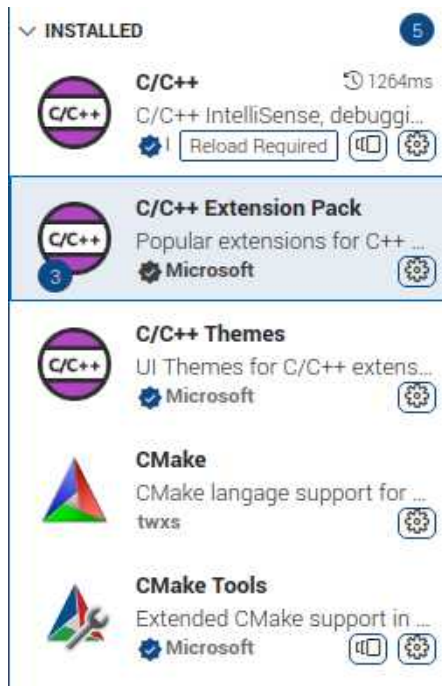 INSTALLED 5
C/C++ 1264ms
C/C++ C/C++ IntelliSense, debuggi...
Reload Required
C/C++ Extension Pack
C/C++ Popular extensions for C++ ...
3 Microsoft
C/C++ Themes
C/C++ UI Themes for C/C++ extens...
Microsoft
CMake
CMake langage support for ...
twxs
CMake Tools
Extended CMake support in ...
Microsoft